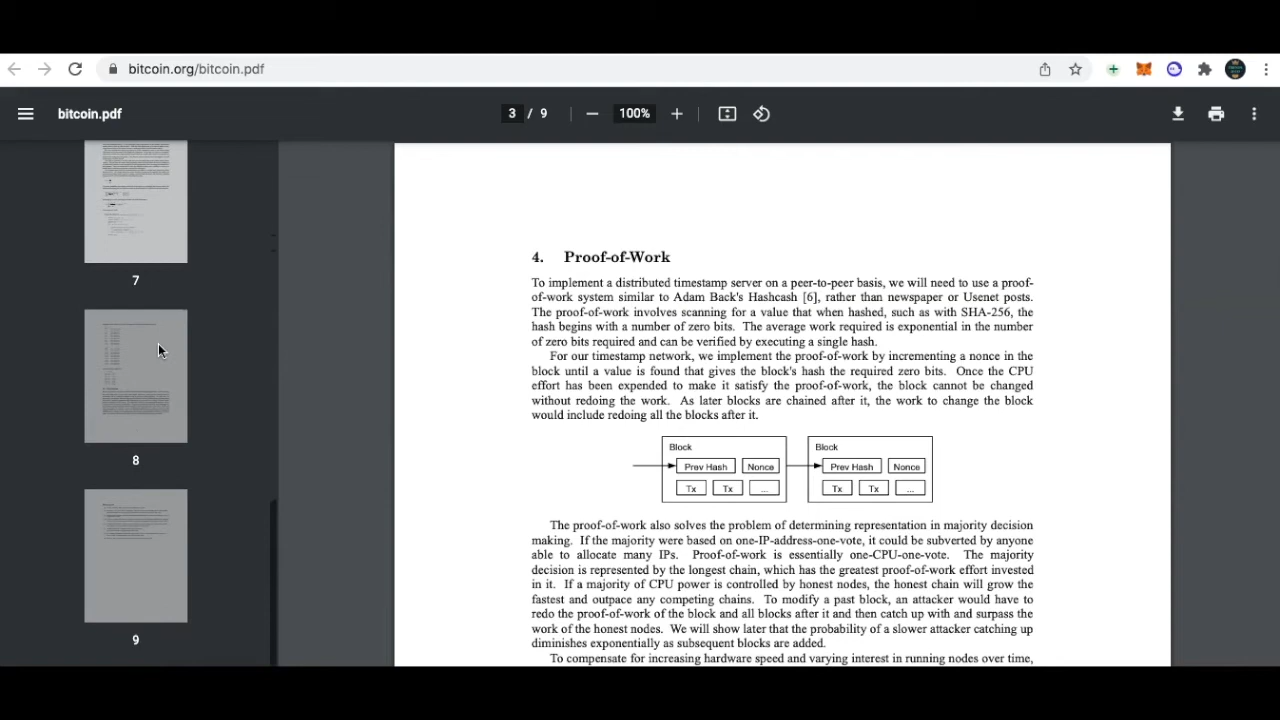 bitcoin.org/bitcoin.pdf
bitcoin.pdf
3 / 9
100%
7
8
9
4. Proof-of-Work
To implement a distributed timestamp server on a peer-to-peer basis, we will need to use a proof-
of-work system similar to Adam Back's Hashcash [6], rather than newspaper or Usenet posts.
The proof-of-work involves scanning for a value that when hashed, such as with SHA-256, the
hash begins with a number of zero bits. The average work required is exponential in the number
of zero bits required and can be verified by executing a single hash.
For our timestamp network, we implement the proof-of-work by incrementing a nonce in the
block until a value is found that gives the block's hash the required zero bits. Once the CPU
effort has been expended to make it satisfy the proof-of-work, the block cannot be changed
without redoing the work. As later blocks are chained after it, the work to change the block
would include redoing all the blocks after it.
Block Block
Prev Hash Nonce Prev Hash Nonce
Tx Tx ... Tx Tx ...
The proof-of-work also solves the problem of determining representation in majority decision
making. If the majority were based on one-IP-address-one-vote, it could be subverted by anyone
able to allocate many IPs. Proof-of-work is essentially one-CPU-one-vote. The majority
decision is represented by the longest chain, which has the greatest proof-of-work effort invested
in it. If a majority of CPU power is controlled by honest nodes, the honest chain will grow the
fastest and outpace any competing chains. To modify a past block, an attacker would have to
redo the proof-of-work of the block and all blocks after it and then catch up with and surpass the
work of the honest nodes. We will show later that the probability of a slower attacker catching up
diminishes exponentially as subsequent blocks are added.
To compensate for increasing hardware speed and varying interest in running nodes over time,